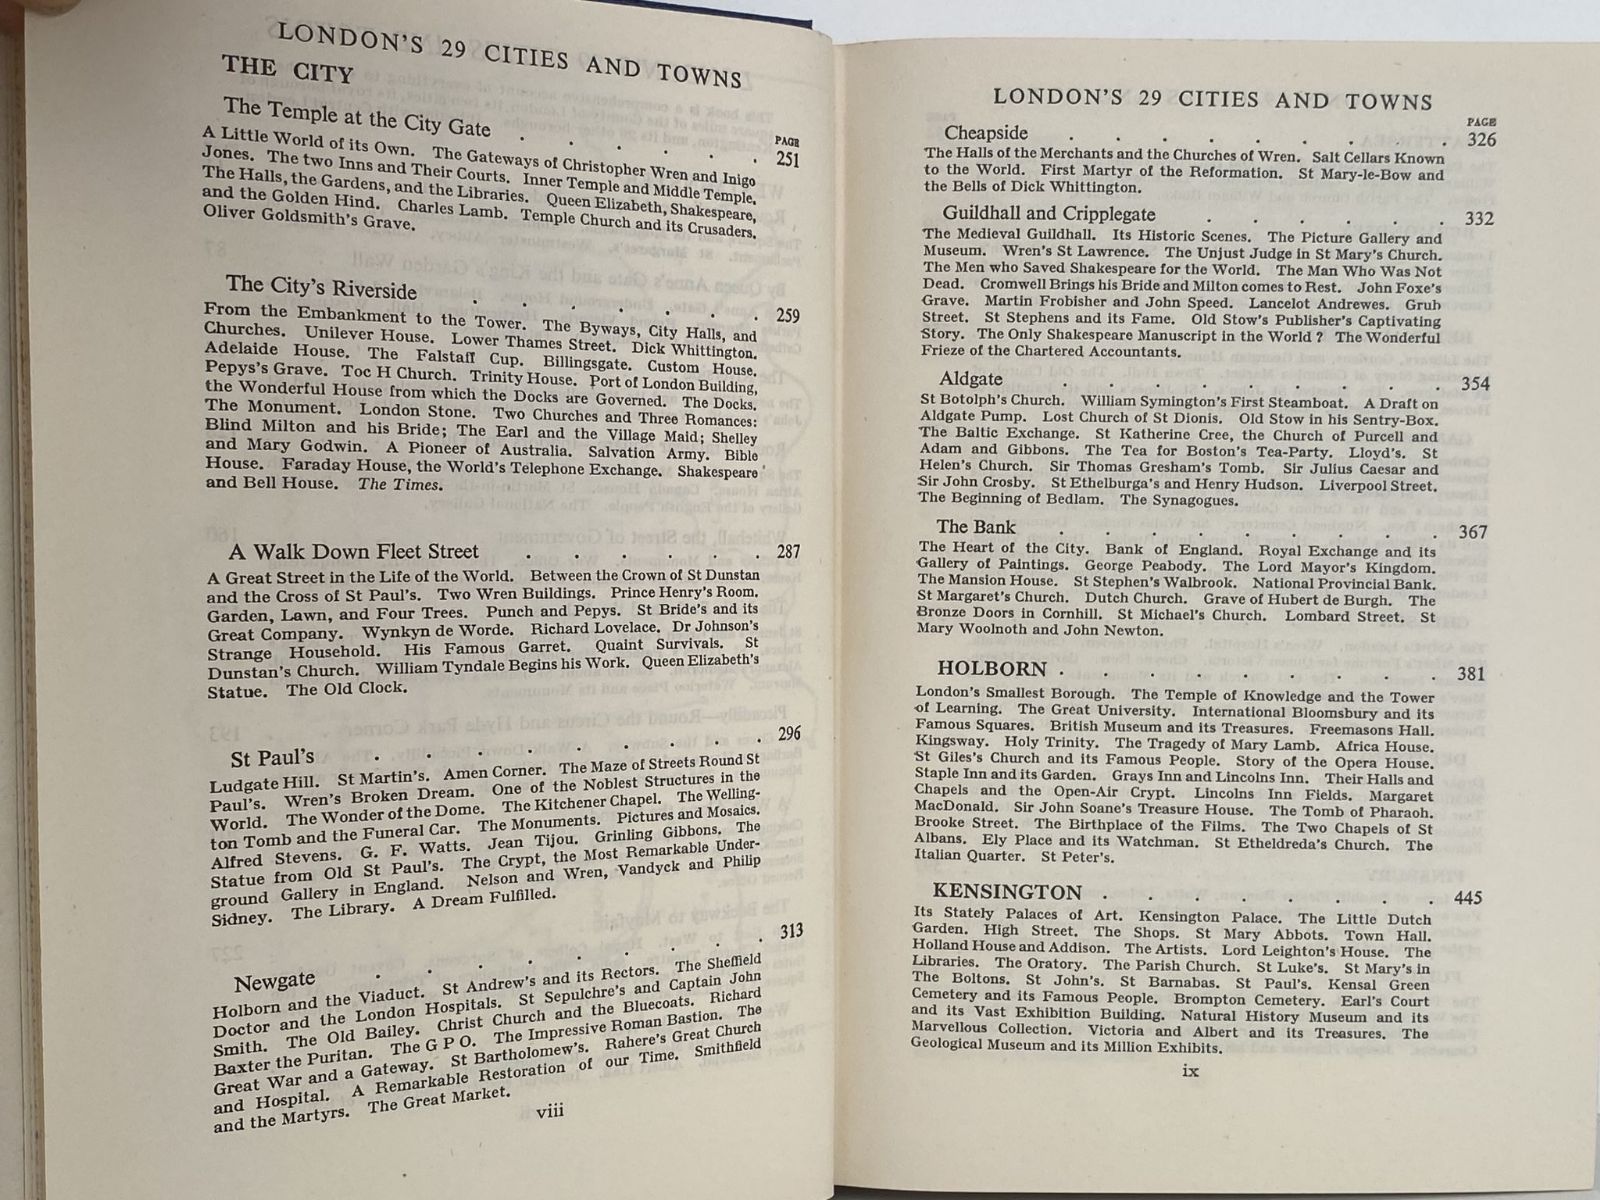 LONDON'S 29 CITIES AND TOWNS
THE CITY
PAGE
The Temple at the City Gate . . . . . . 251
A Little World of its Own. The Gateways of Christopher Wren and Inigo
Jones. The two Inns and Their Courts. Inner Temple and Middle Temple.
The Halls, the Gardens, and the Libraries. Queen Elizabeth, Shakespeare,
and the Golden Hind. Charles Lamb. Temple Church and its Crusaders.
Oliver Goldsmith's Grave.
The City's Riverside . . . . . . . 259
From the Embankment to the Tower. The Byways, City Halls, and
Churches. Unilever House. Lower Thames Street. Dick Whittington.
Adelaide House. The Falstaff Cup. Billingsgate. Custom House.
Pepys's Grave. Toc H Church. Trinity House. Port of London Building,
the Wonderful House from which the Docks are Governed. The Docks.
The Monument. London Stone. Two Churches and Three Romances:
Blind Milton and his Bride; The Earl and the Village Maid; Shelley
and Mary Godwin. A Pioneer of Australia. Salvation Army. Bible
House. Faraday House, the World's Telephone Exchange. Shakespeare
and Bell House. The Times.
A Walk Down Fleet Street . . . . . . 287
A Great Street in the Life of the World. Between the Crown of St Dunstan
and the Cross of St Paul's. Two Wren Buildings. Prince Henry's Room.
Garden, Lawn, and Four Trees. Punch and Pepys. St Bride's and its
Great Company. Wynkyn de Worde. Richard Lovelace. Dr Johnson's
Strange Household. His Famous Garret. Quaint Survivals. St
Dunstan's Church. William Tyndale Begins his Work. Queen Elizabeth's
Statue. The Old Clock.
St Paul's . . . . . . . . 296
Ludgate Hill. St Martin's. Amen Corner. The Maze of Streets Round St
Paul's. Wren's Broken Dream. One of the Noblest Structures in the
World. The Wonder of the Dome. The Kitchener Chapel. The Welling-
ton Tomb and the Funeral Car. The Monuments. Pictures and Mosaics.
Alfred Stevens. G. F. Watts. Jean Tijou. Grinling Gibbons. The
Statue from Old St Paul's. The Crypt, the Most Remarkable Under-
ground Gallery in England. Nelson and Wren, Vandyck and Philip
Sidney. The Library. A Dream Fulfilled.
Newgate . . . . . . . . 313
Holborn and the Viaduct. St Andrew's and its Rectors. The Sheffield
Doctor and the London Hospitals. St Sepulchre's and Captain John
Smith. The Old Bailey. Christ Church and the Bluecoats. Richard
Baxter the Puritan. The G P O. The Impressive Roman Bastion. The
Great War and a Gateway. St Bartholomew's. Rahere's Great Church
and Hospital. A Remarkable Restoration of our Time. Smithfield
and the Martyrs. The Great Market.
viii
LONDON'S 29 CITIES AND TOWNS
PAGE
Cheapside . . . . . . . . . 326
The Halls of the Merchants and the Churches of Wren. Salt Cellars Known
to the World. First Martyr of the Reformation. St Mary-le-Bow and
the Bells of Dick Whittington.
Guildhall and Cripplegate . . . . . . 332
The Medieval Guildhall. Its Historic Scenes. The Picture Gallery and
Museum. Wren's St Lawrence. The Unjust Judge in St Mary's Church.
The Men who Saved Shakespeare for the World. The Man Who Was Not
Dead. Cromwell Brings his Bride and Milton comes to Rest. John Foxe's
Grave. Martin Frobisher and John Speed. Lancelot Andrewes. Grub
Street. St Stephens and its Fame. Old Stow's Publisher's Captivating
Story. The Only Shakespeare Manuscript in the World? The Wonderful
Frieze of the Chartered Accountants.
Aldgate . . . . . . . . . 354
St Botolph's Church. William Symington's First Steamboat. A Draft on
Aldgate Pump. Lost Church of St Dionis. Old Stow in his Sentry-Box.
The Baltic Exchange. St Katherine Cree, the Church of Purcell and
Adam and Gibbons. The Tea for Boston's Tea-Party. Lloyd's. St
Helen's Church. Sir Thomas Gresham's Tomb. Sir Julius Caesar and
Sir John Crosby. St Ethelburga's and Henry Hudson. Liverpool Street.
The Beginning of Bedlam. The Synagogues.
The Bank . . . . . . . . . 367
The Heart of the City. Bank of England. Royal Exchange and its
Gallery of Paintings. George Peabody. The Lord Mayor's Kingdom.
The Mansion House. St Stephen's Walbrook. National Provincial Bank.
St Margaret's Church. Dutch Church. Grave of Hubert de Burgh. The
Bronze Doors in Cornhill. St Michael's Church. Lombard Street. St
Mary Woolnoth and John Newton.
HOLBORN . . . . . . . . . 381
London's Smallest Borough. The Temple of Knowledge and the Tower
of Learning. The Great University. International Bloomsbury and its
Famous Squares. British Museum and its Treasures. Freemasons Hall.
Kingsway. Holy Trinity. The Tragedy of Mary Lamb. Africa House.
St Giles's Church and its Famous People. Story of the Opera House.
Staple Inn and its Garden. Grays Inn and Lincolns Inn. Their Halls and
Chapels and the Open-Air Crypt. Lincolns Inn Fields. Margaret
MacDonald. Sir John Soane's Treasure House. The Tomb of Pharaoh.
Brooke Street. The Birthplace of the Films. The Two Chapels of St
Albans. Ely Place and its Watchman. St Etheldreda's Church. The
Italian Quarter. St Peter's.
KENSINGTON . . . . . . . . 445
Its Stately Palaces of Art. Kensington Palace. The Little Dutch
Garden. High Street. The Shops. St Mary Abbots. Town Hall.
Holland House and Addison. The Artists. Lord Leighton's House. The
Libraries. The Oratory. The Parish Church. St Luke's. St Mary's in
The Boltons. St John's. St Barnabas. St Paul's. Kensal Green
Cemetery and its Famous People. Brompton Cemetery. Earl's Court
and its Vast Exhibition Building. Natural History Museum and its
Marvellous Collection. Victoria and Albert and its Treasures. The
Geological Museum and its Million Exhibits.
ix